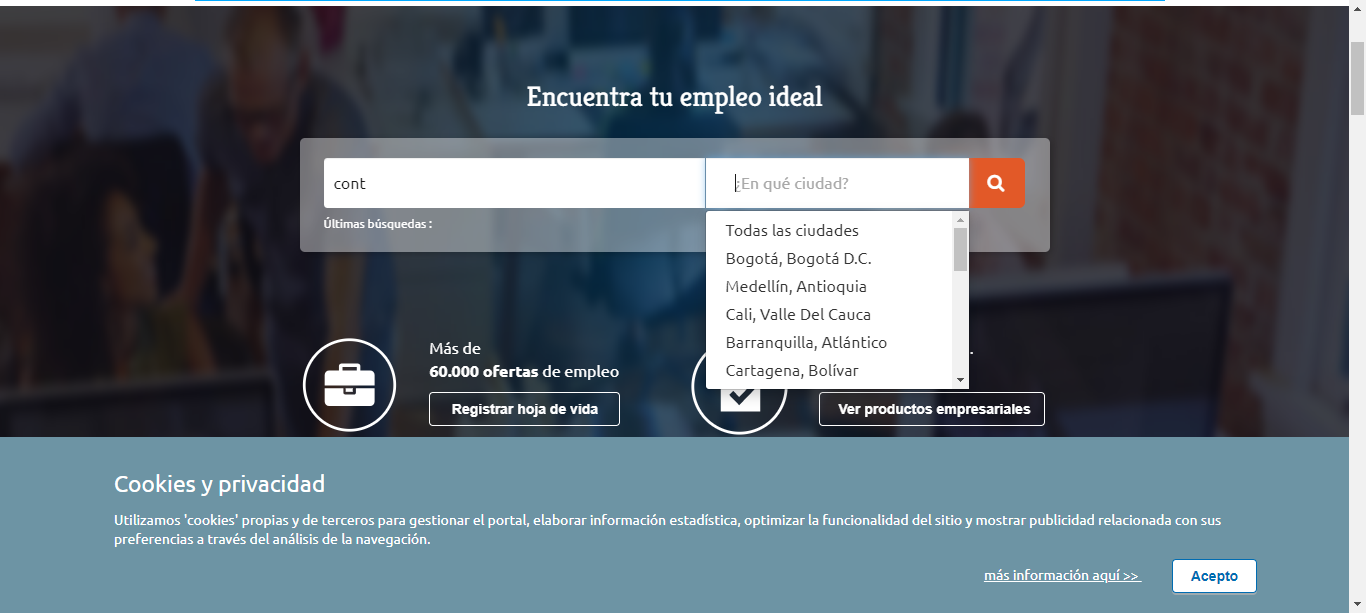 Encuentra tu empleo ideal
cont
¿En qué ciudad?
Últimas búsquedas :
Todas las ciudades
Bogotá, Bogotá D.C.
Medellín, Antioquia
Cali, Valle Del Cauca
Barranquilla, Atlántico
Cartagena, Bolívar
Más de
60.000 ofertas de empleo
Registrar hoja de vida
Ver productos empresariales
Cookies y privacidad
Utilizamos 'cookies' propias y de terceros para gestionar el portal, elaborar información estadística, optimizar la funcionalidad del sitio y mostrar publicidad relacionada con sus
preferencias a través del análisis de la navegación.
más información aquí >>
Acepto